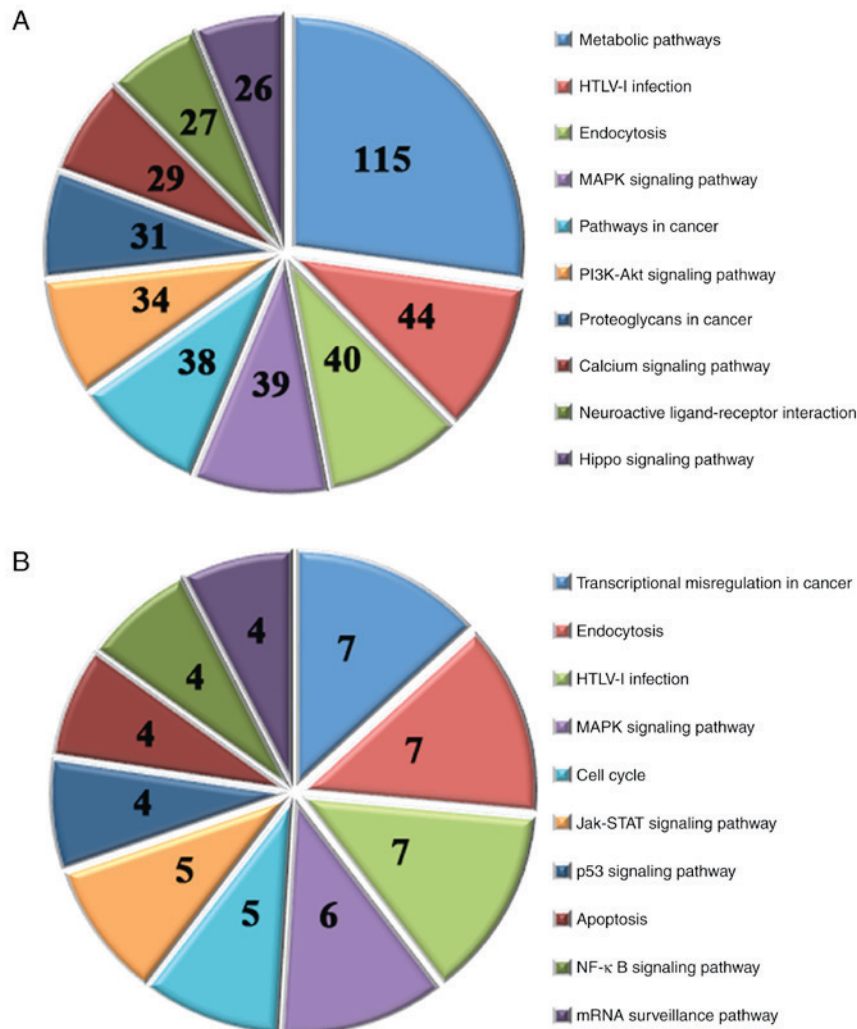 A
26
27
115
29
31
34
44
40
38
39
Metabolic pathways
HTLV-I infection
Endocytosis
MAPK signaling pathway
Pathways in cancer
PI3K-Akt signaling pathway
Proteoglycans in cancer
Calcium signaling pathway
Neuroactive ligand-receptor interaction
Hippo signaling pathway
B
4
7
4
4
7
4
7
5
5
6
Transcriptional misregulation in cancer
Endocytosis
HTLV-I infection
MAPK signaling pathway
Cell cycle
Jak-STAT signaling pathway
p53 signaling pathway
Apoptosis
NF-κ B signaling pathway
mRNA surveillance pathway